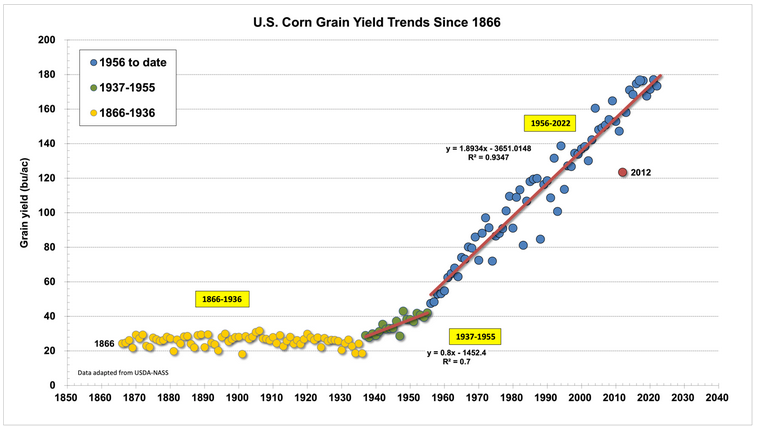 U.S. Corn Grain Yield Trends Since 1866
200
180
160
140
120
100
80
60
40
20
0
Grain yield (bu/ac)
1956 to date
1937-1955
1866-1936
1956-2022
y = 1.8934x - 3651.0148
R² = 0.9347
2012
1866-1936
1866
1937-1955
y = 0.8x - 1452.4
R² = 0.7
Data adapted from USDA-NASS
1850 1860 1870 1880 1890 1900 1910 1920 1930 1940 1950 1960 1970 1980 1990 2000 2010 2020 2030 2040